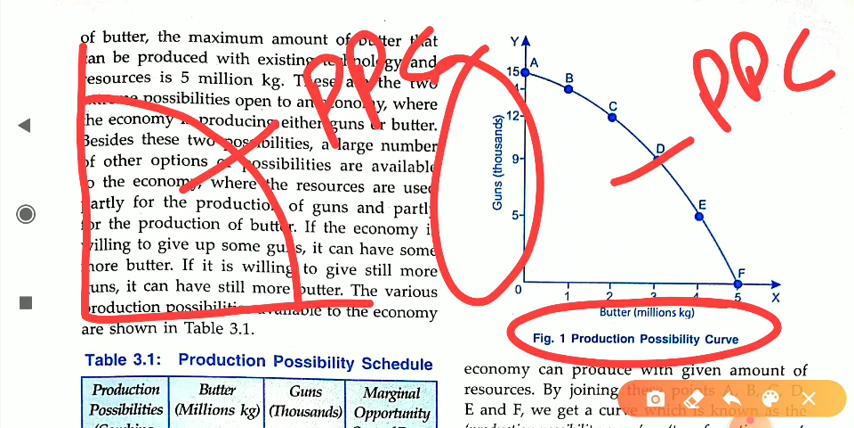 of butter, the maximum amount of butter that
can be produced with existing technology and
resources is 5 million kg. These are the two
extreme possibilities open to an economy, where
the economy is producing either guns or butter.
Besides these two possibilities, a large number
of other options or possibilities are available
to the economy, where the resources are used
partly for the production of guns and partly
for the production of butter. If the economy is
willing to give up some guns, it can have some
more butter. If it is willing to give still more
guns, it can have still more butter. The various
production possibilities available to the economy
are shown in Table 3.1.
Table 3.1: Production Possibility Schedule
Production Butter Guns Marginal
Possibilities (Millions kg) (Thousands) Opportunity
PPC
Y
A
15
B
C
12
D
9
E
5
F
0 1 2 3 4 5 X
Guns (thousands)
Butter (millions kg)
Fig. 1 Production Possibility Curve
PPC
economy can produce with given amount of
resources. By joining these points A, B, C, D,
E and F, we get a curve which is known as the